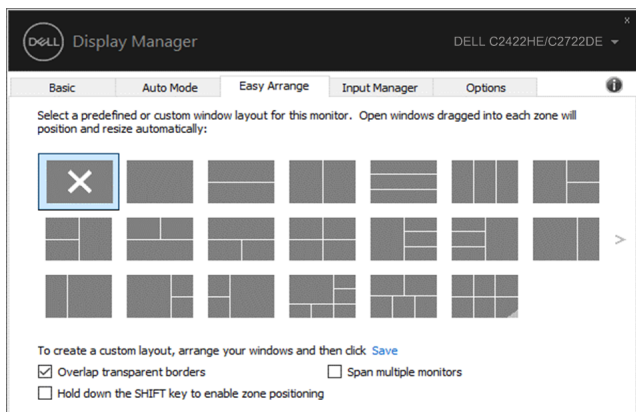 x
DELL Display Manager
DELL C2422HE/C2722DE
Basic Auto Mode Easy Arrange Input Manager Options
Select a predefined or custom window layout for this monitor. Open windows dragged into each zone will
position and resize automatically:
>
To create a custom layout, arrange your windows and then click Save
Overlap transparent borders Span multiple monitors
Hold down the SHIFT key to enable zone positioning